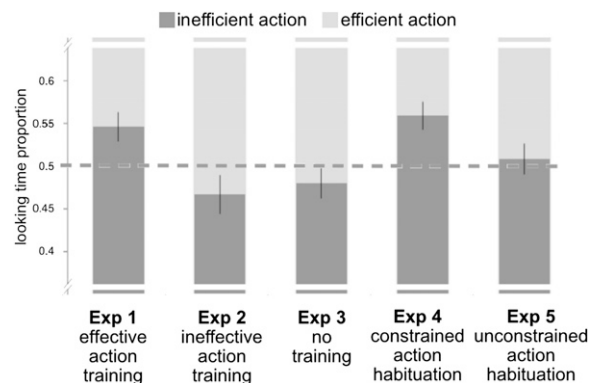 inefficient action efficient action
looking time proportion
0.6
0.55
0.5
0.45
0.4
Exp 1
effective
action
training
Exp 2
ineffective
action
training
Exp 3
no
training
Exp 4
constrained
action
habituation
Exp 5
unconstrained
action
habituation